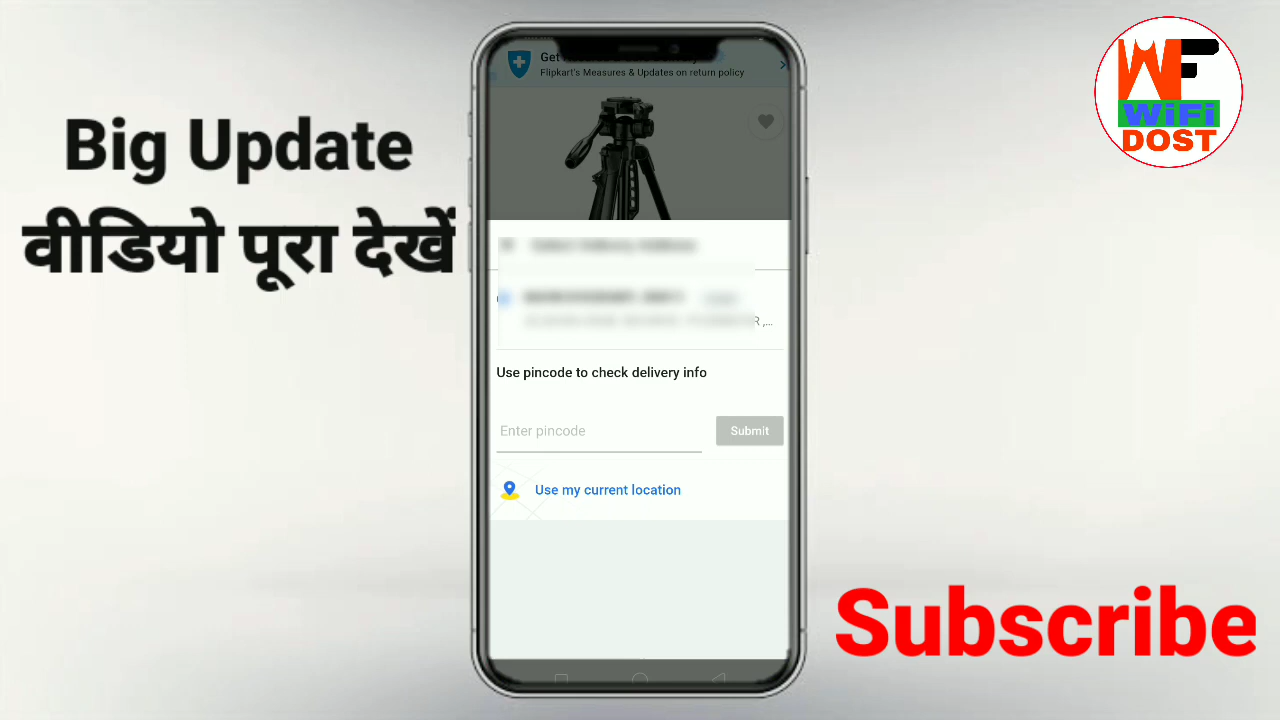 Big Update
वीडियो पूरा देखें
Get
Flipkart's Measures & Updates on return policy
R ,...
Use pincode to check delivery info
Enter pincode
Submit
Use my current location
WF
WiFi
DOST
Subscribe